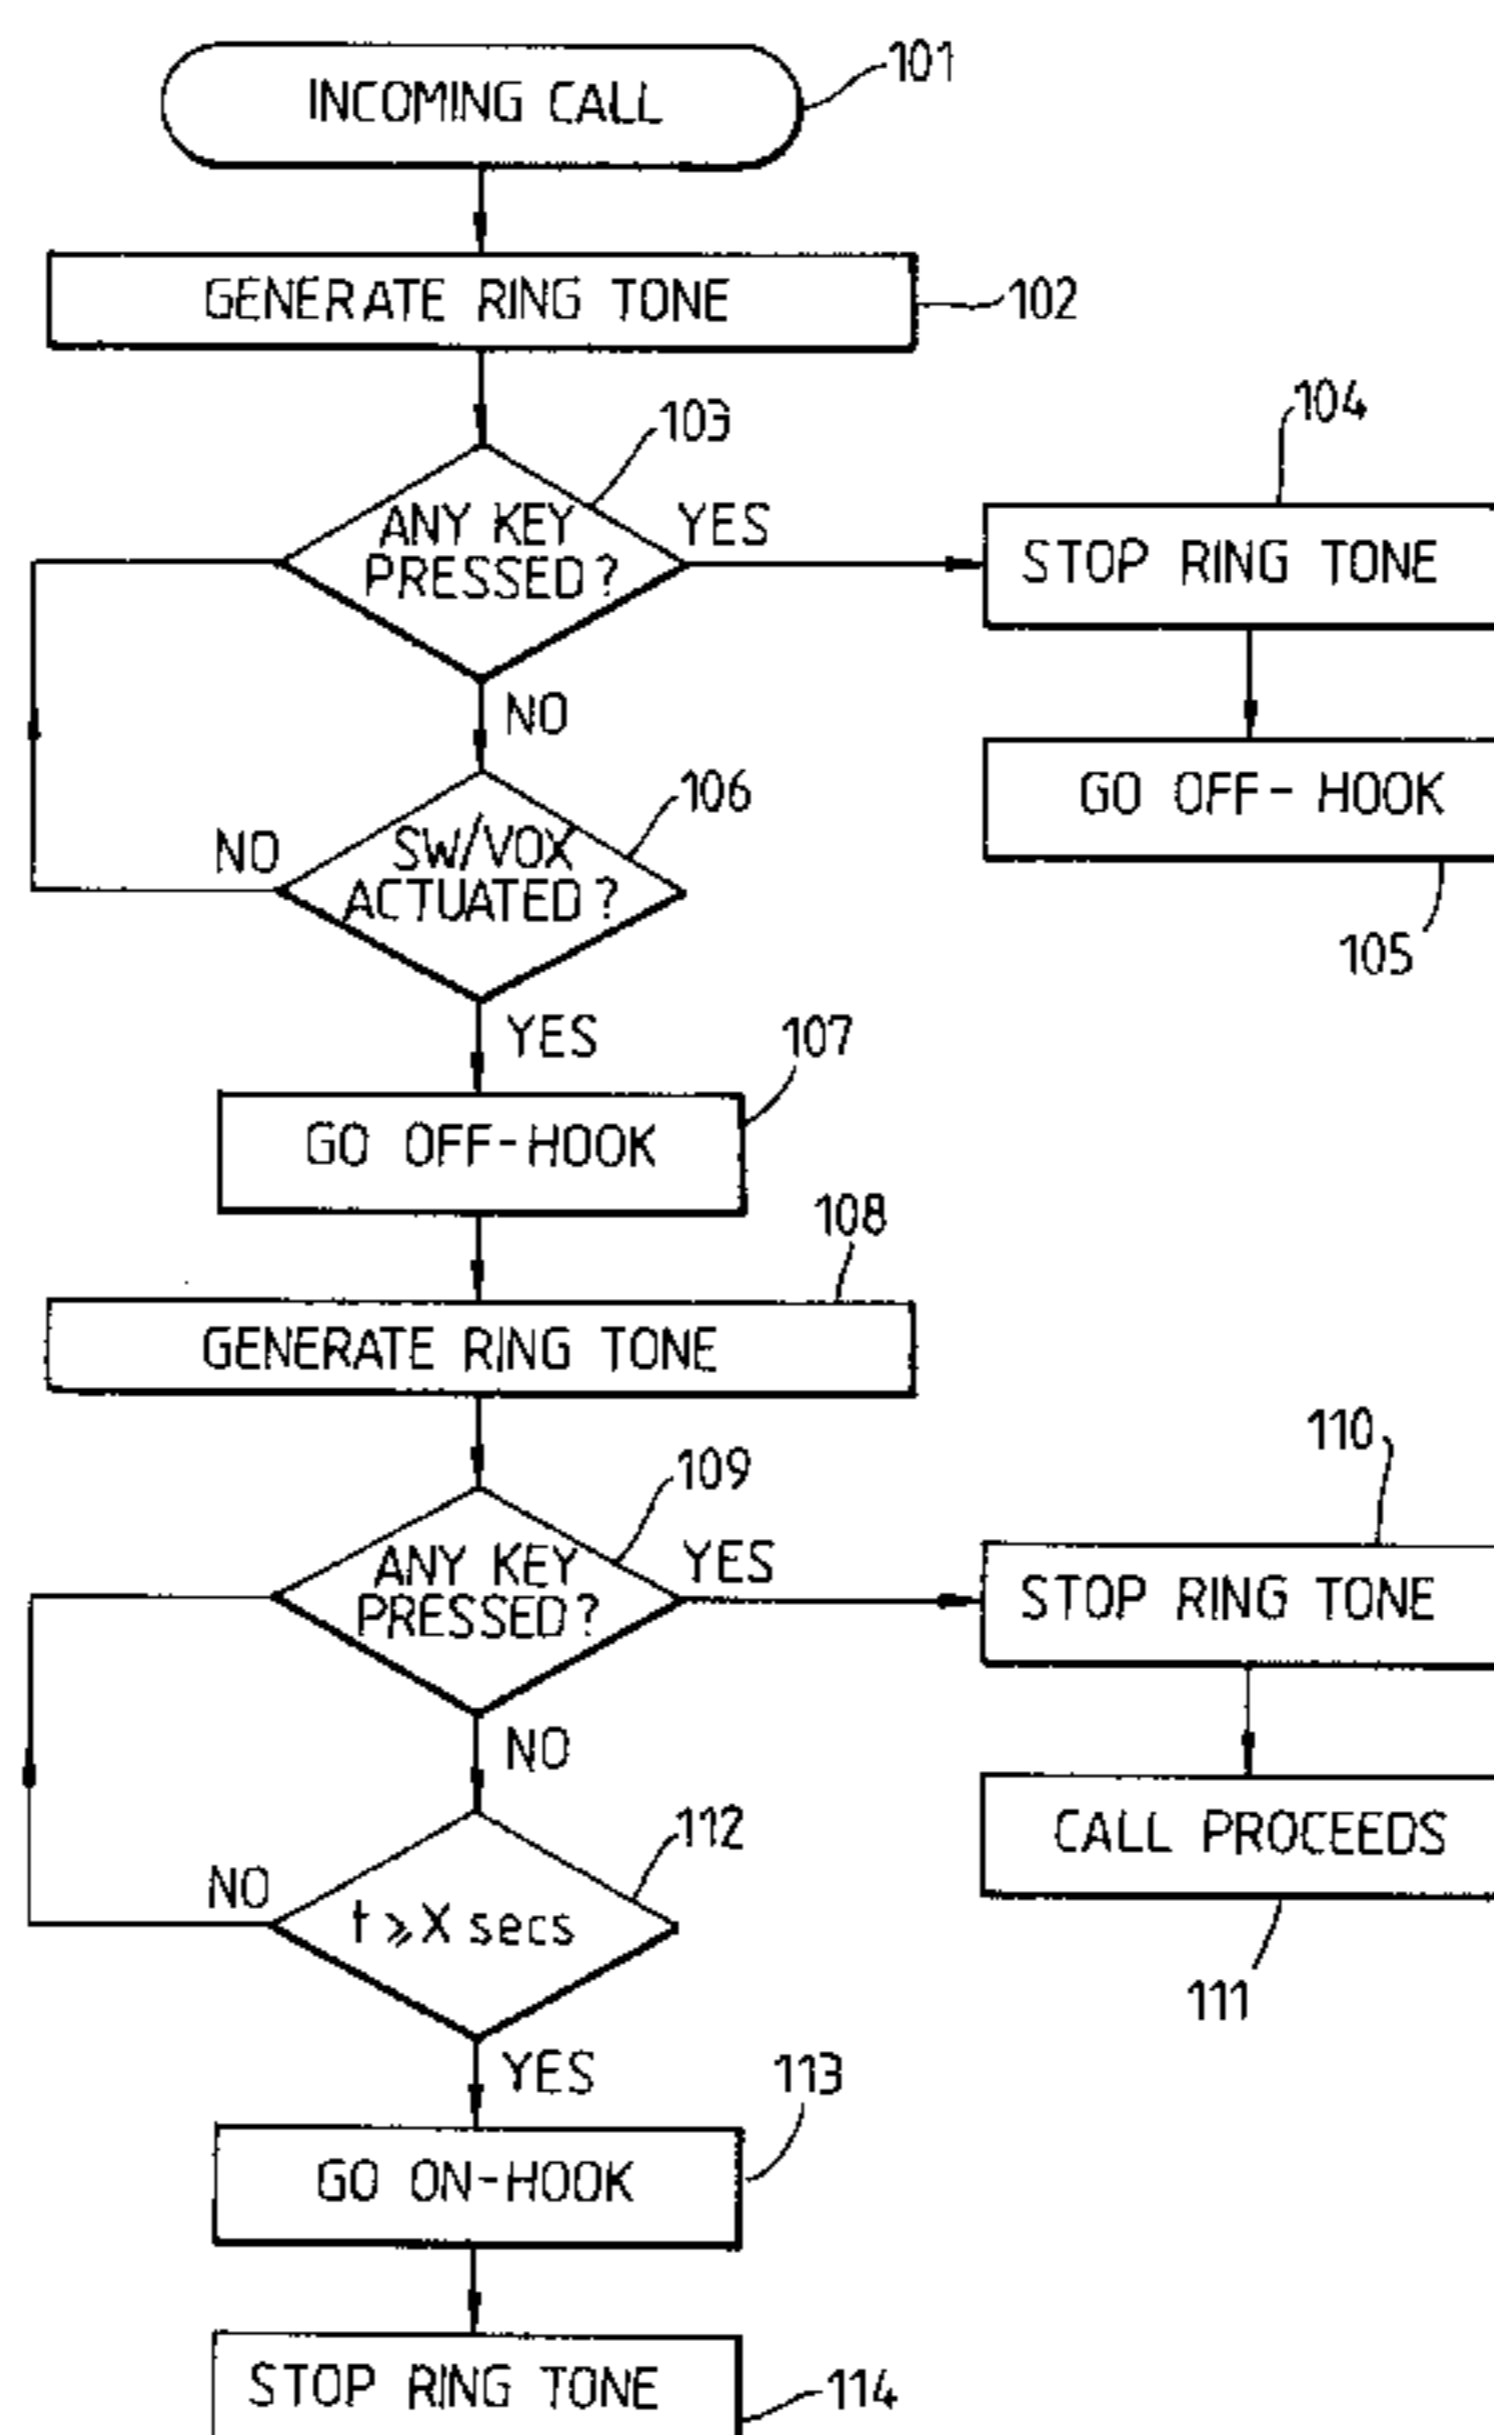 INCOMING CALL
101
GENERATE RING TONE
102
103
ANY KEY
PRESSED?
YES
104
STOP RING TONE
NO
GO OFF-HOOK
105
106
SW/VOX
ACTUATED?
NO
YES
107
GO OFF-HOOK
108
GENERATE RING TONE
109
ANY KEY
PRESSED?
YES
110
STOP RING TONE
NO
CALL PROCEEDS
111
112
NO
t ⩾ X secs
YES
113
GO ON-HOOK
STOP RING TONE
114